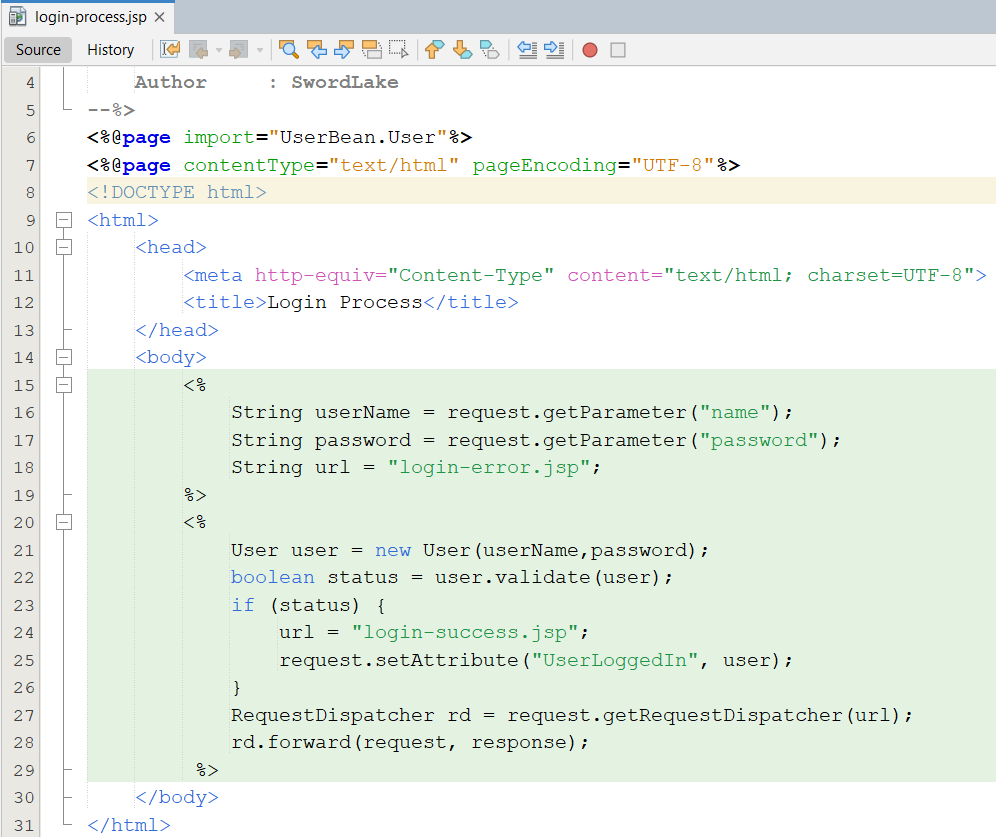 login-process.jsp
Source History
4 Author : SwordLake
5 --%>
6 <%@page import="UserBean.User"%>
7 <%@page contentType="text/html" pageEncoding="UTF-8"%>
8 <!DOCTYPE html>
9 <html>
10 <head>
11 <meta http-equiv="Content-Type" content="text/html; charset=UTF-8">
12 <title>Login Process</title>
13 </head>
14 <body>
15 <%
16 String userName = request.getParameter("name");
17 String password = request.getParameter("password");
18 String url = "login-error.jsp";
19 %>
20 <%
21 User user = new User(userName,password);
22 boolean status = user.validate(user);
23 if (status) {
24 url = "login-success.jsp";
25 request.setAttribute("UserLoggedIn", user);
26 }
27 RequestDispatcher rd = request.getRequestDispatcher(url);
28 rd.forward(request, response);
29 %>
30 </body>
31 </html>